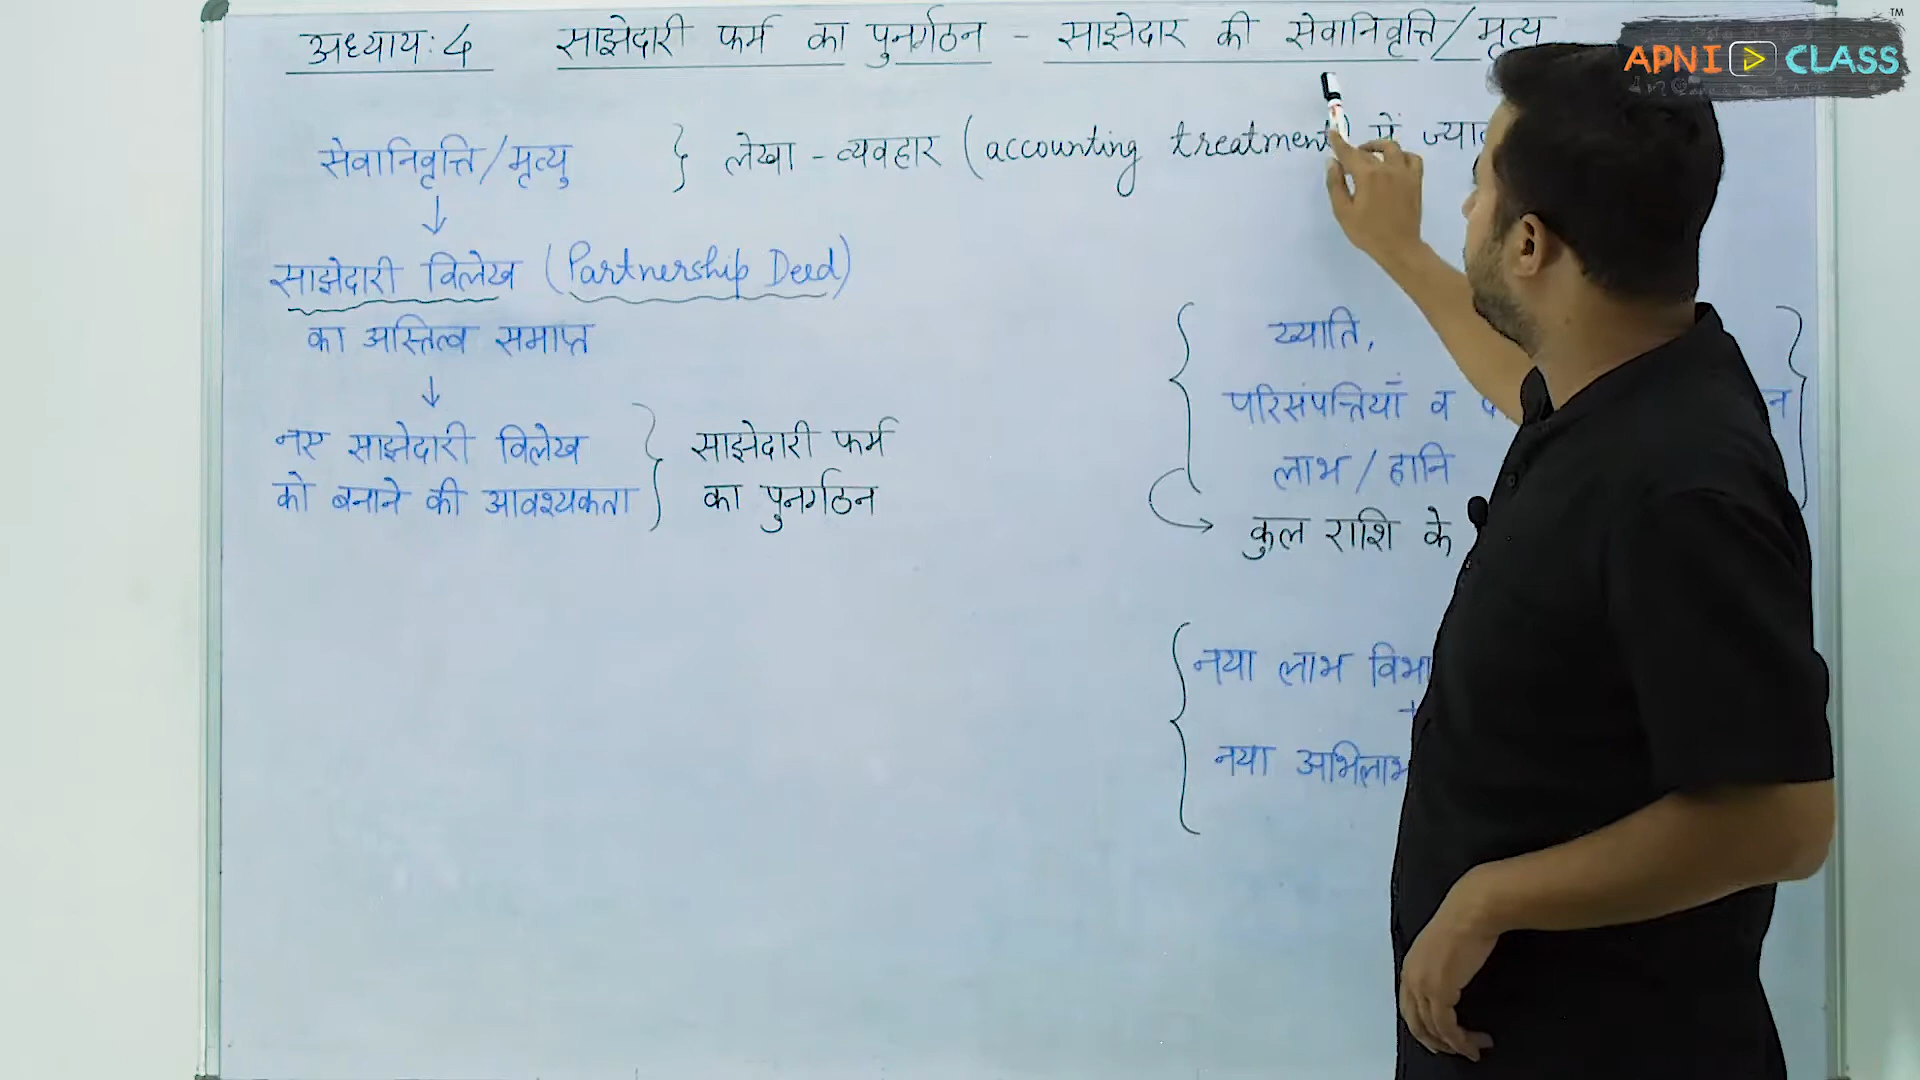 अध्याय: 4 साझेदारी फर्म का पुनर्गठन - साझेदार की सेवानिवृत्ति/मृत्यु
APNI CLASS
TM
सेवानिवृत्ति/मृत्यु } लेखा - व्यवहार (accounting treatment) में
↓
साझेदारी विलेख (Partnership Deed)
का अस्तित्व समाप्त
↓
नए साझेदारी विलेख
को बनाने की आवश्यकता
साझेदारी फर्म
का पुनर्गठन
ख्याति,
परिसंपत्तियाँ व
लाभ / हानि
कुल राशि के
नया लाभ
+
नया